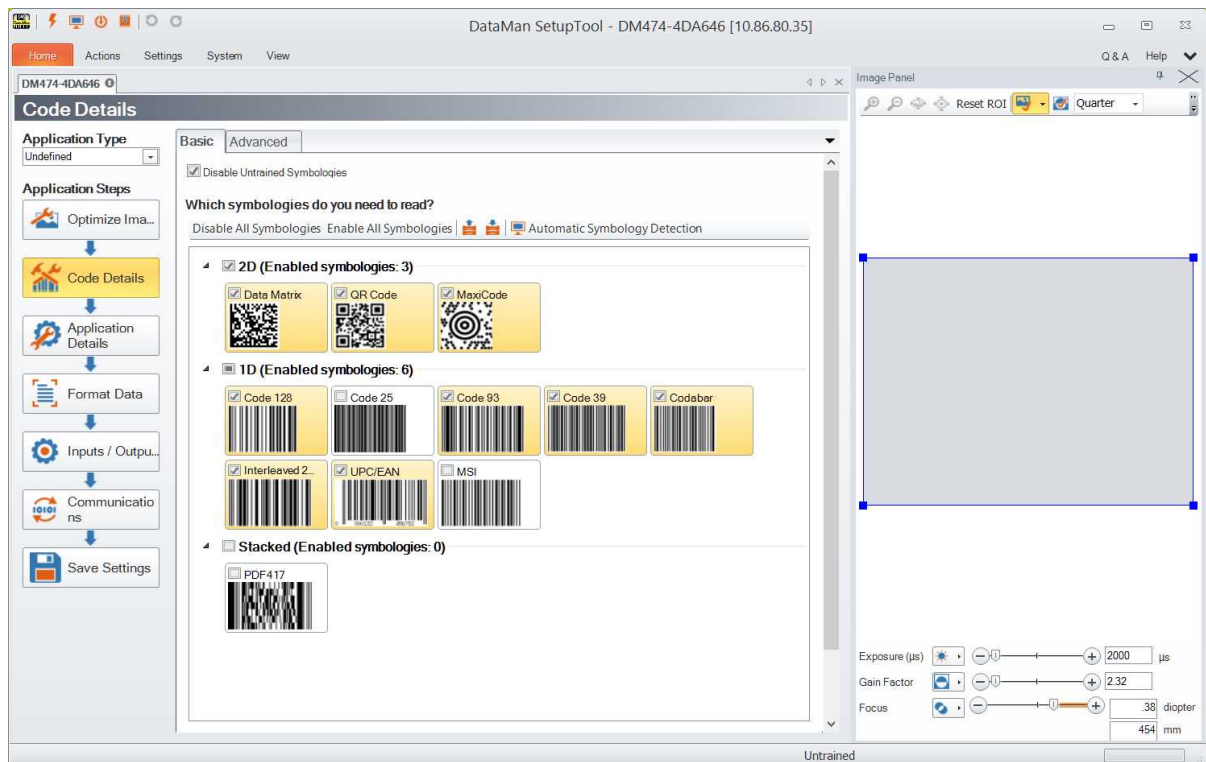 DataMan SetupTool - DM474-4DA646 [10.86.80.35]
Home Actions Settings System View Q & A Help
DM474-4DA646
Image Panel
Code Details
Reset ROI Quarter
Application Type
Undefined
Basic Advanced
Disable Untrained Symbologies
Application Steps
Which symbologies do you need to read?
Optimize Ima...
Disable All Symbologies Enable All Symbologies Automatic Symbology Detection
2D (Enabled symbologies: 3)
Code Details
Data Matrix QR Code MaxiCode
Application
Details
1D (Enabled symbologies: 6)
Format Data
Code 128 Code 25 Code 93 Code 39 Codabar
Inputs / Outpu...
Interleaved 2... UPC/EAN MSI
Communicatio
ns
Stacked (Enabled symbologies: 0)
Save Settings
PDF417
Exposure (µs) 2000 µs
Gain Factor 2.32
Focus .38 diopter
454 mm
Untrained